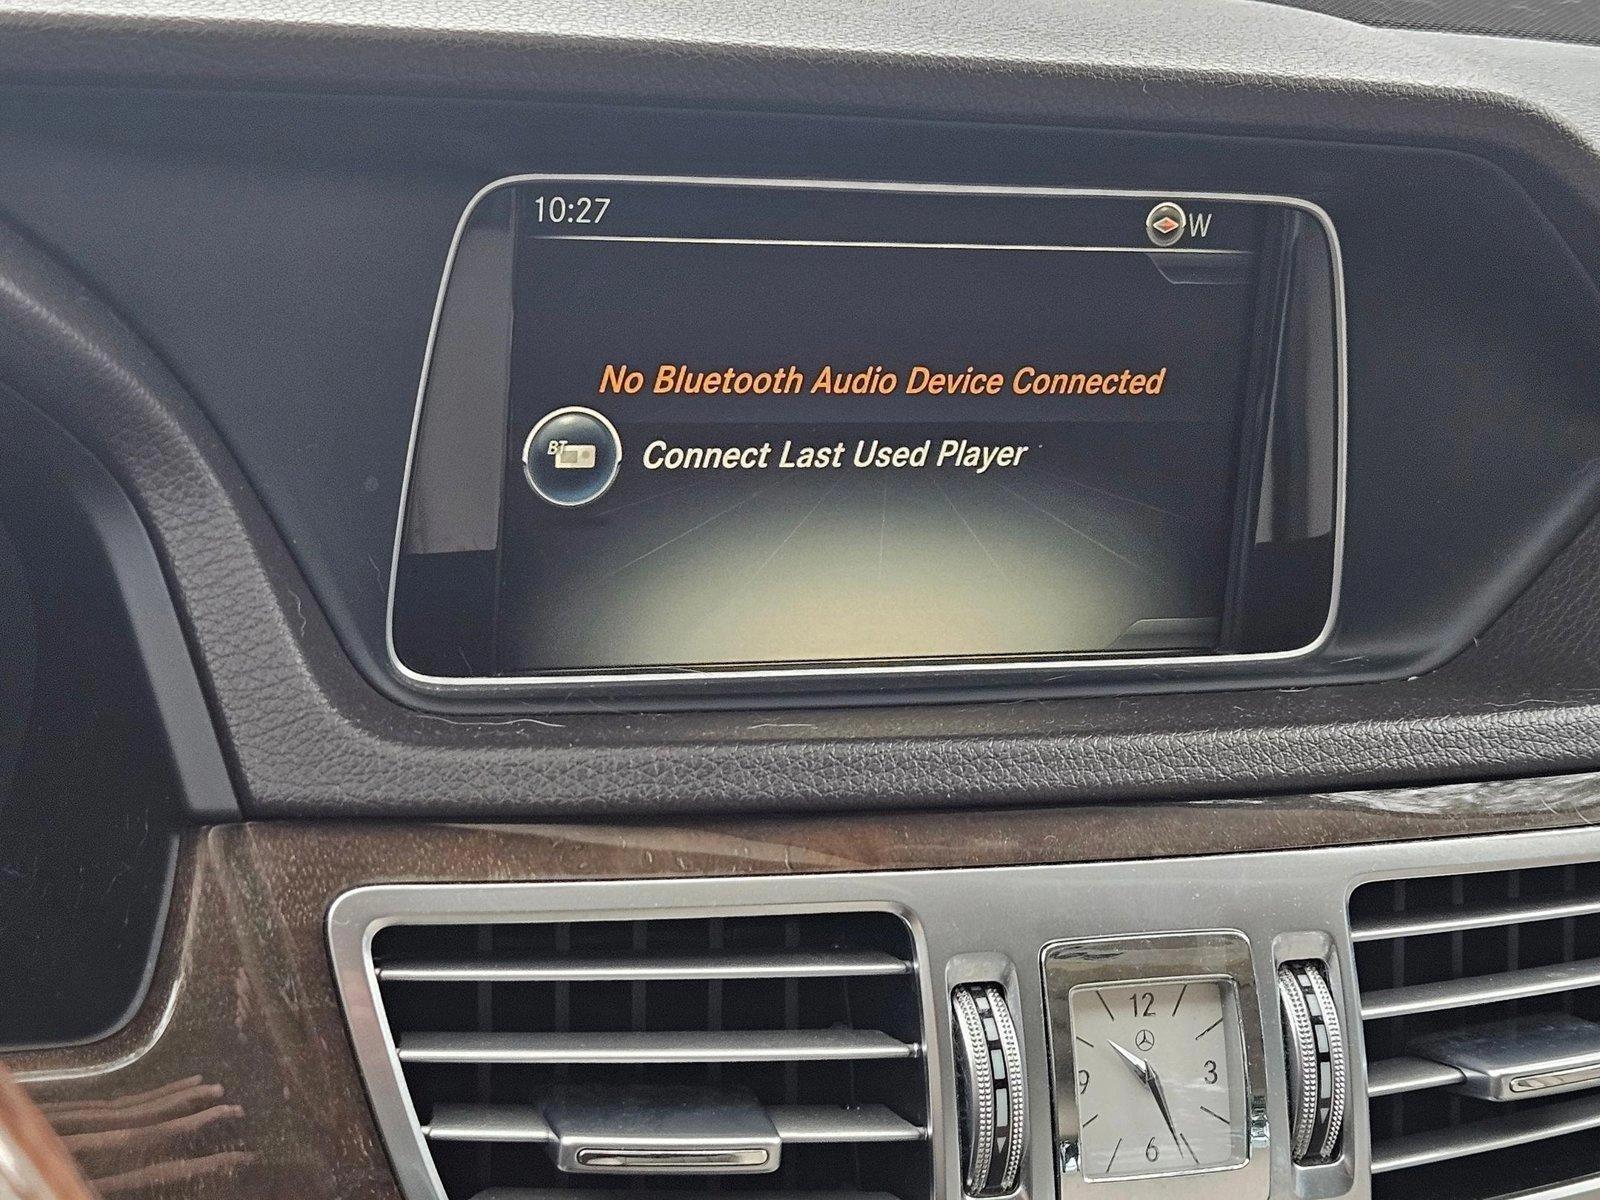 10:27
W
No Bluetooth Audio Device Connected
BT
Connect Last Used Player
12
9
3
6